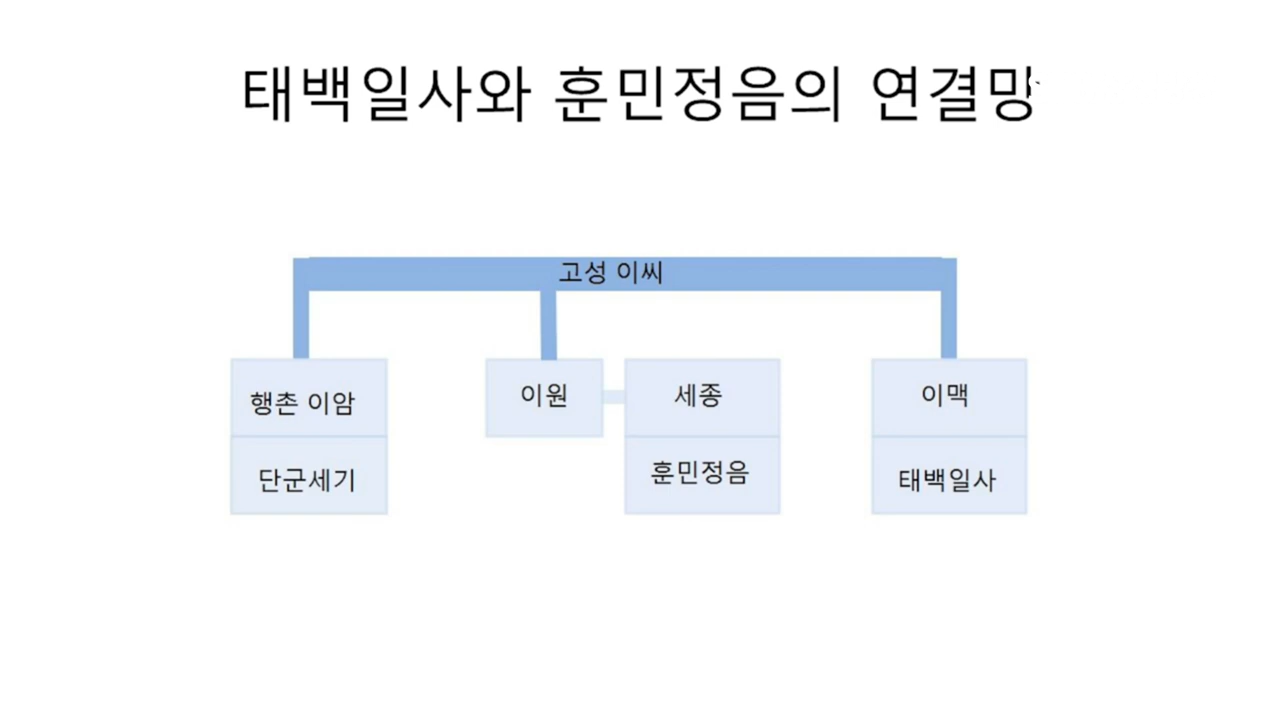 태백일사와 훈민정음의 연결망
고성 이씨
행촌 이암
이원
세종
이맥
단군세기
훈민정음
태백일사